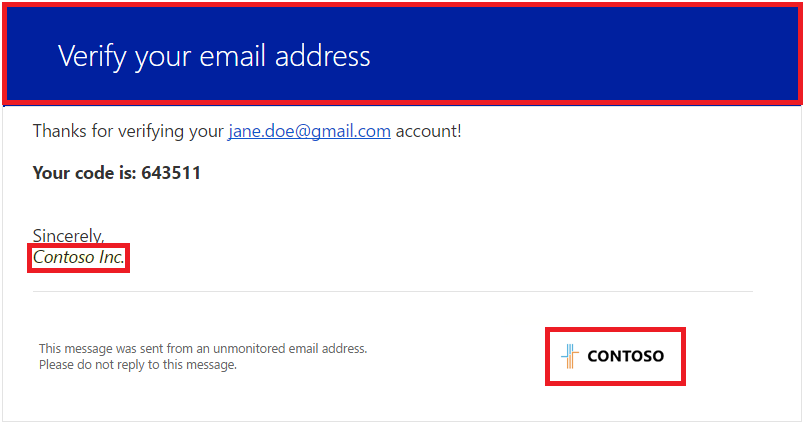 Verify your email address
Thanks for verifying your jane.doe@gmail.com account!
Your code is: 643511
Sincerely,
Contoso Inc.
This message was sent from an unmonitored email address.
Please do not reply to this message.
CONTOSO